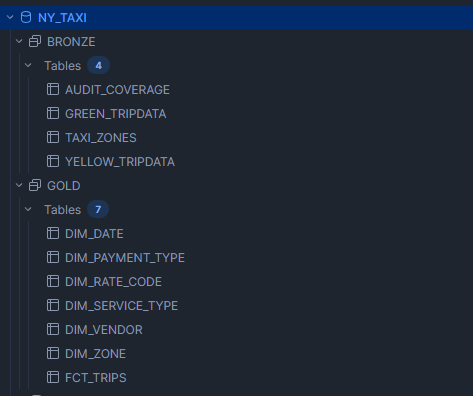 NY_TAXI
BRONZE
Tables 4
AUDIT_COVERAGE
GREEN_TRIPDATA
TAXI_ZONES
YELLOW_TRIPDATA
GOLD
Tables 7
DIM_DATE
DIM_PAYMENT_TYPE
DIM_RATE_CODE
DIM_SERVICE_TYPE
DIM_VENDOR
DIM_ZONE
FCT_TRIPS